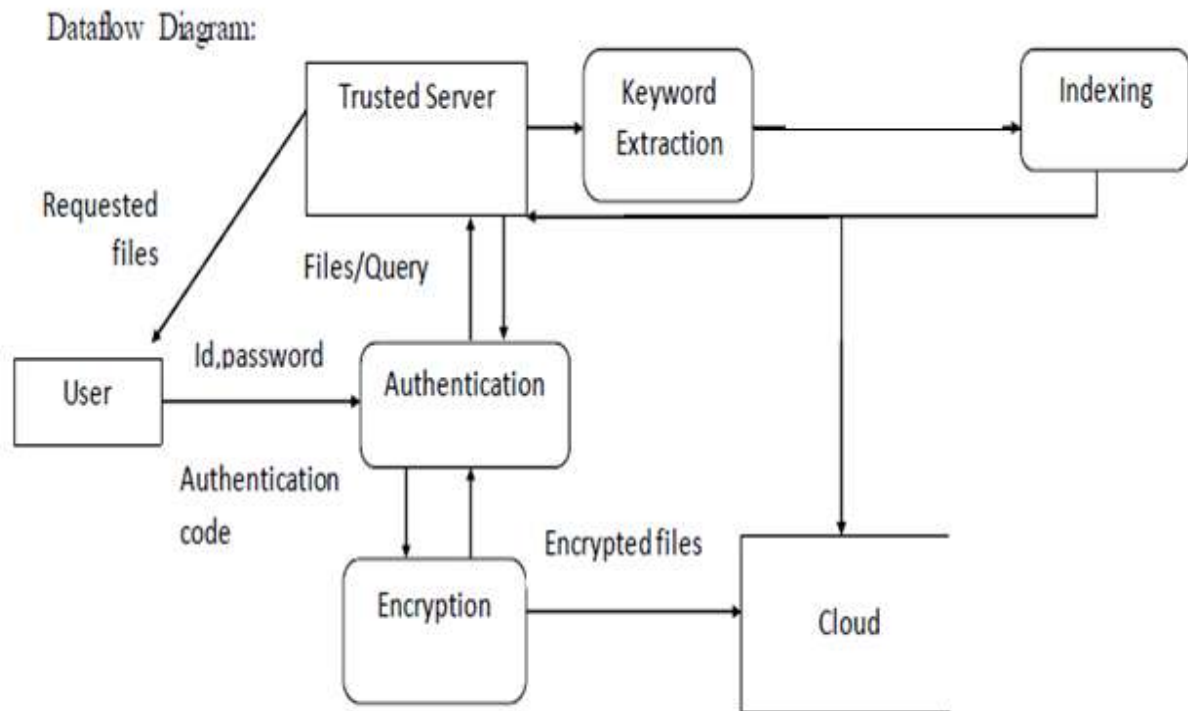 Dataflow Diagram:
Trusted Server
Keyword
Extraction
Indexing
Requested
files
Files/Query
Id,password
User
Authentication
Authentication
code
Encrypted files
Encryption
Cloud